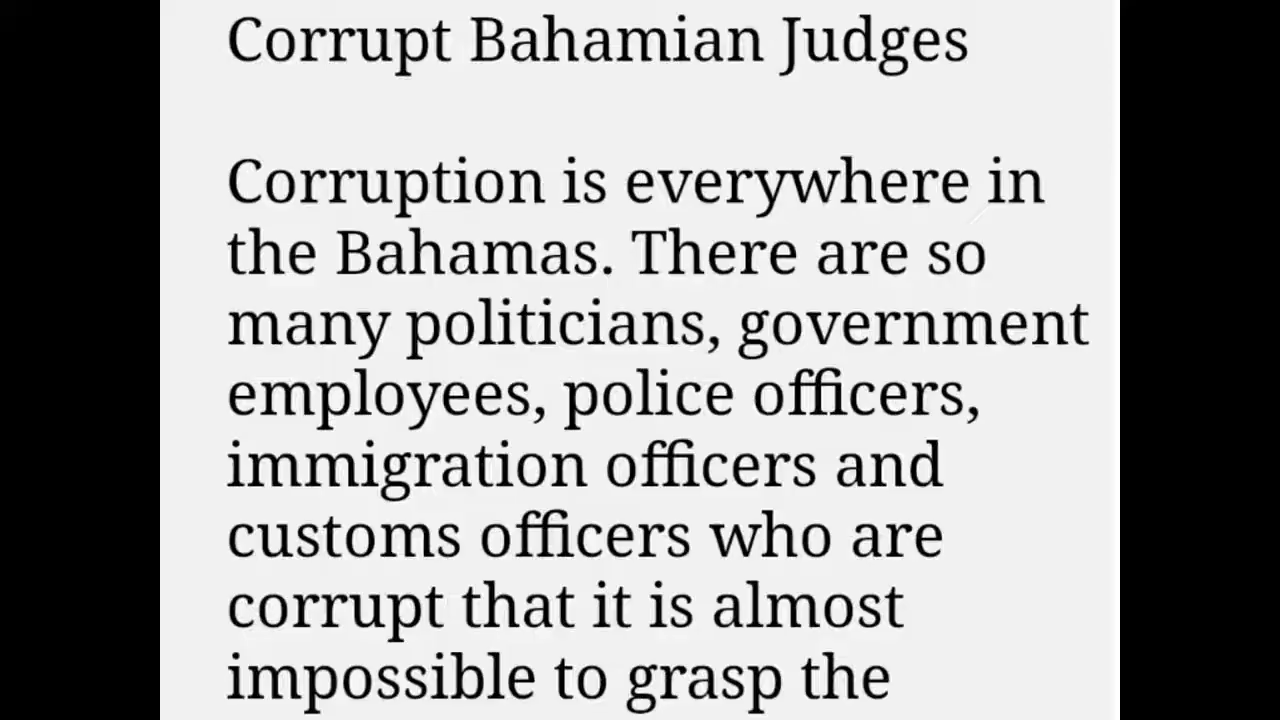 Corrupt Bahamian Judges
Corruption is everywhere in
the Bahamas. There are so
many politicians, government
employees, police officers,
immigration officers and
customs officers who are
corrupt that it is almost
impossible to grasp the